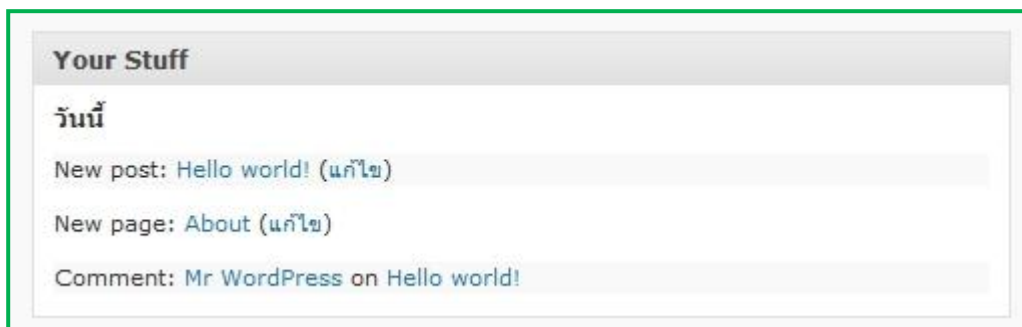 Your Stuff
วันนี้
New post: Hello world! (แก้ไข)
New page: About (แก้ไข)
Comment: Mr WordPress on Hello world!